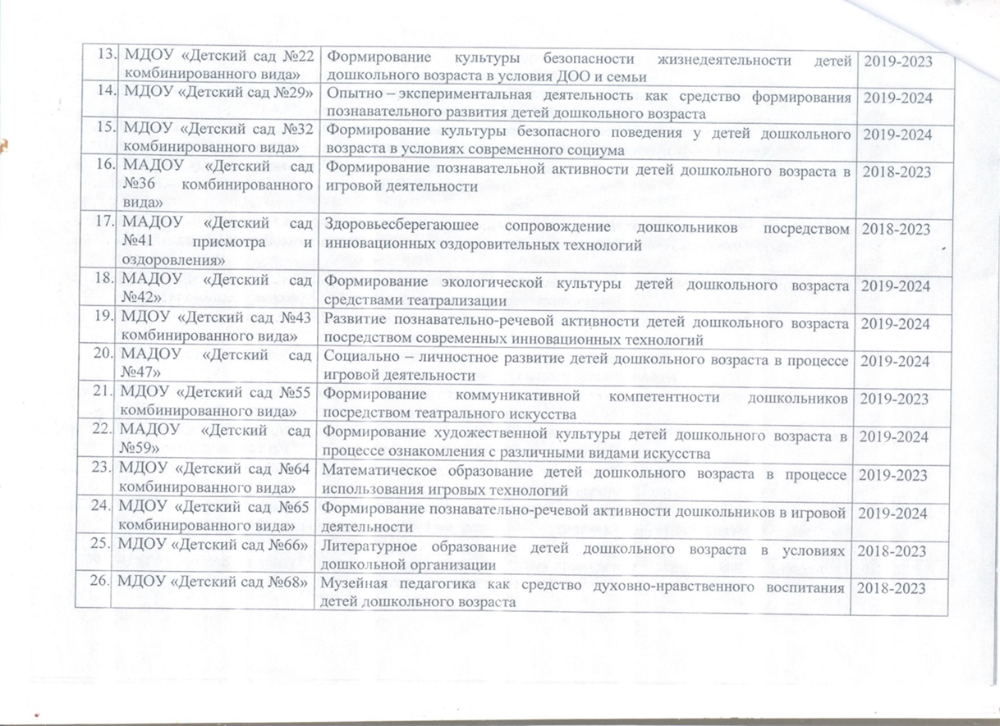 13. МДОУ «Детский сад №22 Формирование культуры безопасности жизнедеятельности детей 2019-2023
комбинированного вида» дошкольного возраста в условия ДОО и семьи
14. МДОУ «Детский сад №29» Опытно – экспериментальная деятельность как средство формирования 2019-2024
познавательного развития детей дошкольного возраста
15. МДОУ «Детский сад №32 Формирование культуры безопасного поведения у детей дошкольного 2019-2024
комбинированного вида» возраста в условиях современного социума
16. МАДОУ «Детский сад Формирование познавательной активности детей дошкольного возраста в 2018-2023
№36 комбинированного игровой деятельности
вида»
17. МАДОУ «Детский сад Здоровьесберегающее сопровождение дошкольников посредством 2018-2023
№41 присмотра и инновационных оздоровительных технологий
оздоровления»
18. МАДОУ «Детский сад Формирование экологической культуры детей дошкольного возраста 2019-2024
№42» средствами театрализации
19. МДОУ «Детский сад №43 Развитие познавательно-речевой активности детей дошкольного возраста 2019-2024
комбинированного вида» посредством современных инновационных технологий
20. МАДОУ «Детский сад Социально – личностное развитие детей дошкольного возраста в процессе 2019-2024
№47» игровой деятельности
21. МДОУ «Детский сад №55 Формирование коммуникативной компетентности дошкольников 2019-2023
комбинированного вида» посредством театрального искусства
22. МАДОУ «Детский сад Формирование художественной культуры детей дошкольного возраста в 2019-2024
№59» процессе ознакомления с различными видами искусства
23. МДОУ «Детский сад №64 Математическое образование детей дошкольного возраста в процессе 2019-2023
комбинированного вида» использования игровых технологий
24. МДОУ «Детский сад №65 Формирование познавательно-речевой активности дошкольников в игровой 2019-2024
комбинированного вида» деятельности
25. МДОУ «Детский сад №66» Литературное образование детей дошкольного возраста в условиях 2018-2023
дошкольной организации
26. МДОУ «Детский сад №68» Музейная педагогика как средство духовно-нравственного воспитания 2018-2023
детей дошкольного возраста